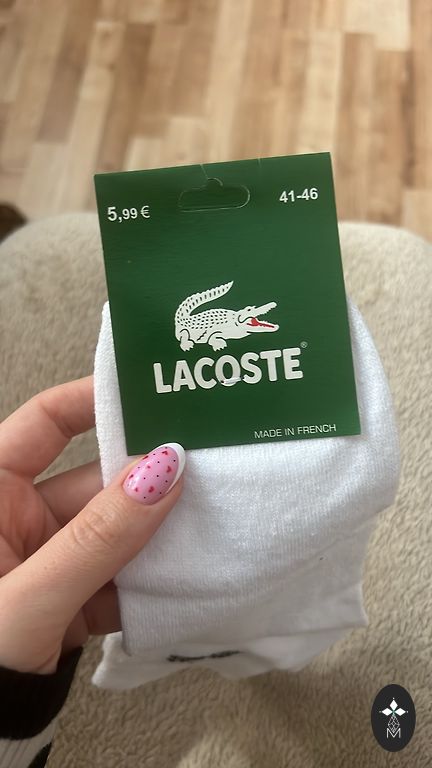 5,99 €
41-46
LACOSTE®
MADE IN FRENCH
M